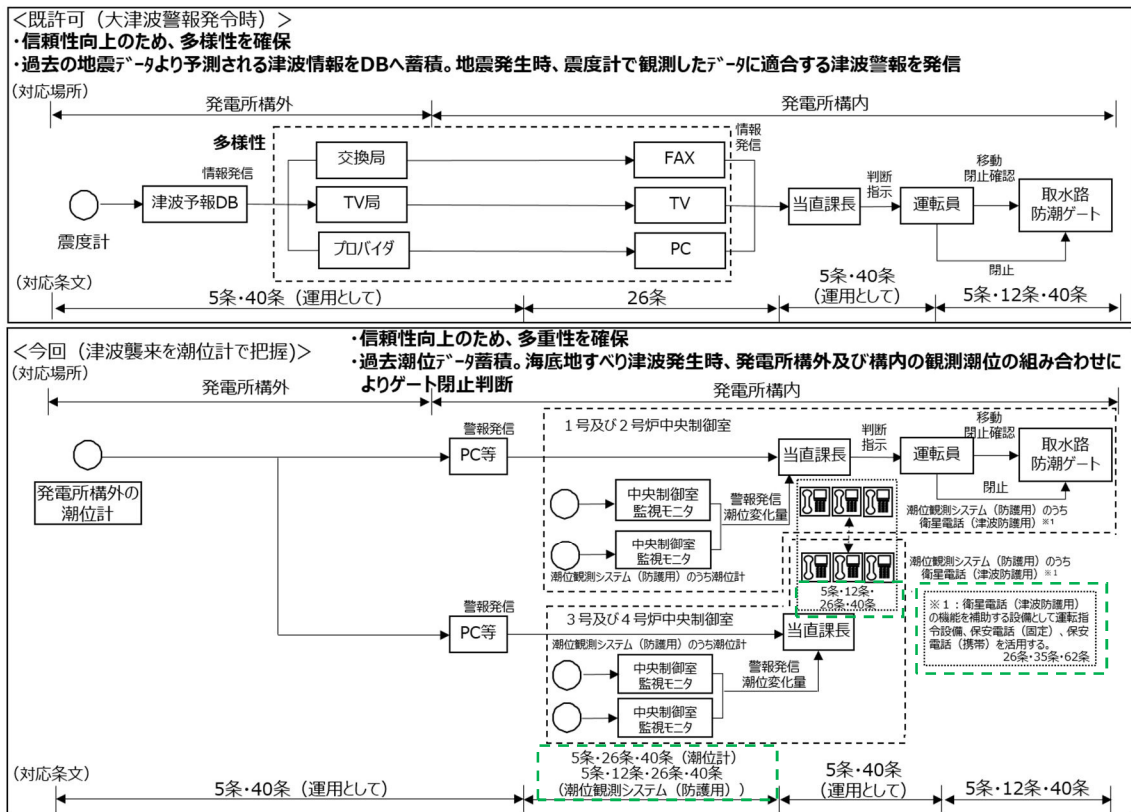 ＜既許可（大津波警報発令時）＞
・信頼性向上のため、多様性を確保
・過去の地震ﾃﾞｰﾀより予測される津波情報をDBへ蓄積。地震発生時、震度計で観測したﾃﾞｰﾀに適合する津波警報を発信
(対応場所)
発電所構外
発電所構内
多様性
情報発信
震度計
津波予報DB
交換局
TV局
プロバイダ
FAX
TV
PC
情報
発信
当直課長
判断
指示
運転員
移動
閉止確認
閉止
取水路
防潮ゲート
(対応条文)
5条・40条（運用として）
26条
5条・40条
(運用として)
5条・12条・40条
＜今回（津波襲来を潮位計で把握)＞
・信頼性向上のため、多重性を確保
・過去潮位ﾃﾞｰﾀ蓄積。海底地すべり津波発生時、発電所構外及び構内の観測潮位の組み合わせに
よりゲート閉止判断
(対応場所)
発電所構外
発電所構内
発電所構外の
潮位計
警報発信
PC等
１号及び２号炉中央制御室
当直課長
判断
指示
運転員
移動
閉止確認
閉止
取水路
防潮ゲート
中央制御室
監視モニタ
中央制御室
監視モニタ
警報発信
潮位変化量
潮位観測システム（防護用）のうち潮位計
潮位観測システム（防護用）のうち
衛星電話（津波防護用）※1
潮位観測システム（防護用）のうち
衛星電話（津波防護用）※1
5条・12条・
26条・40条
※１：衛星電話（津波防護用）
の機能を補助する設備として運転指
令設備、保安電話（固定）、保安
電話（携帯）を活用する。
26条・35条・62条
警報発信
PC等
３号及び４号炉中央制御室
潮位観測システム（防護用）のうち潮位計
当直課長
中央制御室
監視モニタ
中央制御室
監視モニタ
警報発信
潮位変化量
(対応条文)
5条・40条（運用として）
5条・26条・40条（潮位計）
5条・12条・26条・40条
（潮位観測システム（防護用））
5条・40条
(運用として)
5条・12条・40条